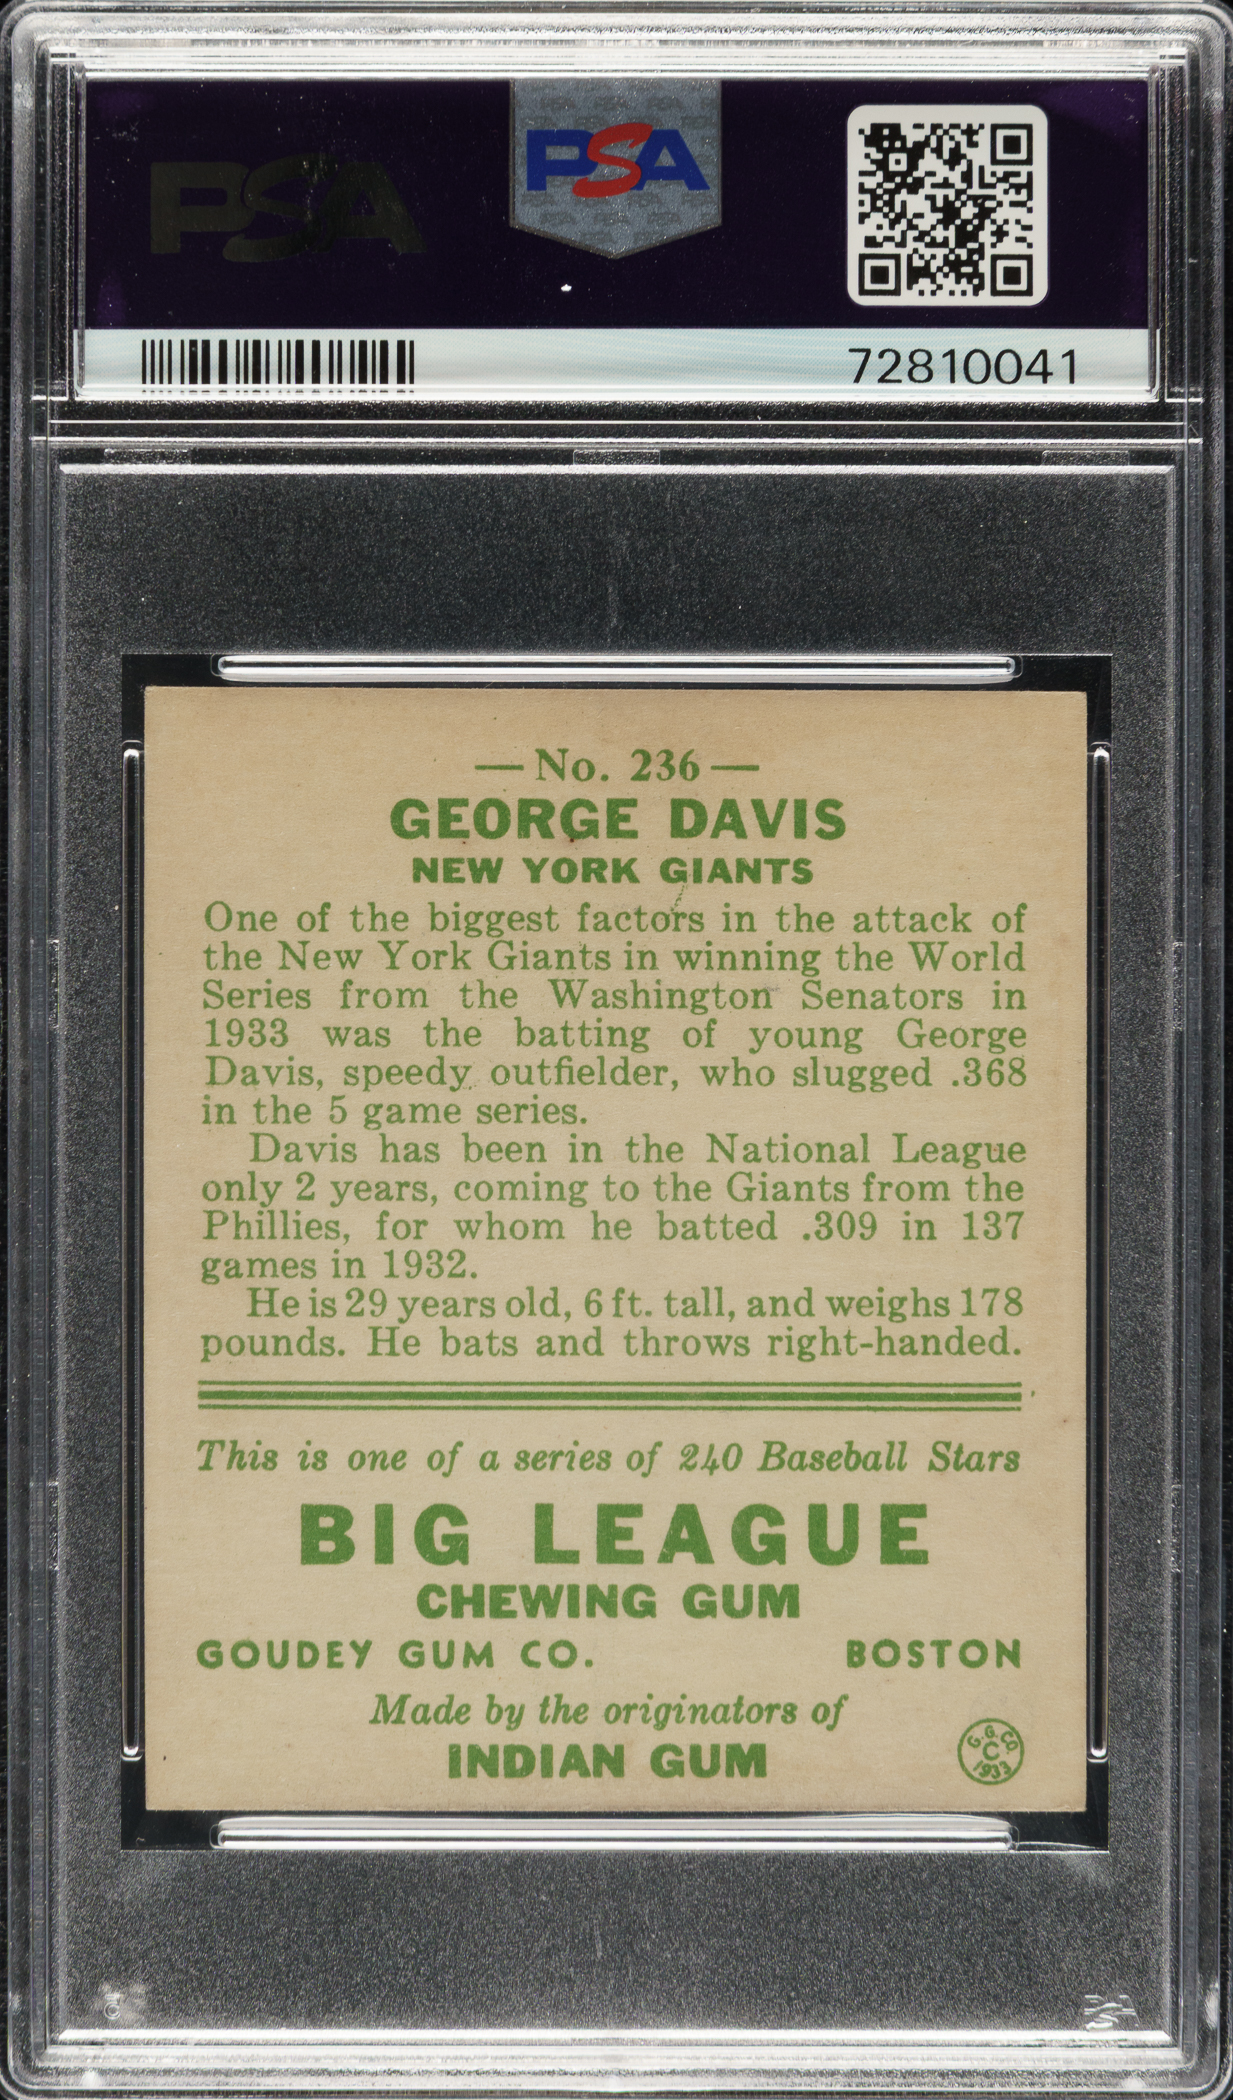 PSA
PSA
72810041
— No. 236 —
GEORGE DAVIS
NEW YORK GIANTS
One of the biggest factors in the attack of
the New York Giants in winning the World
Series from the Washington Senators in
1933 was the batting of young George
Davis, speedy outfielder, who slugged .368
in the 5 game series.
Davis has been in the National League
only 2 years, coming to the Giants from the
Phillies, for whom he batted .309 in 137
games in 1932.
He is 29 years old, 6 ft. tall, and weighs 178
pounds. He bats and throws right-handed.
This is one of a series of 240 Baseball Stars
BIG LEAGUE
CHEWING GUM
GOUDEY GUM CO. BOSTON
Made by the originators of
INDIAN GUM
G. G. CO.
C
1933
©
PSA